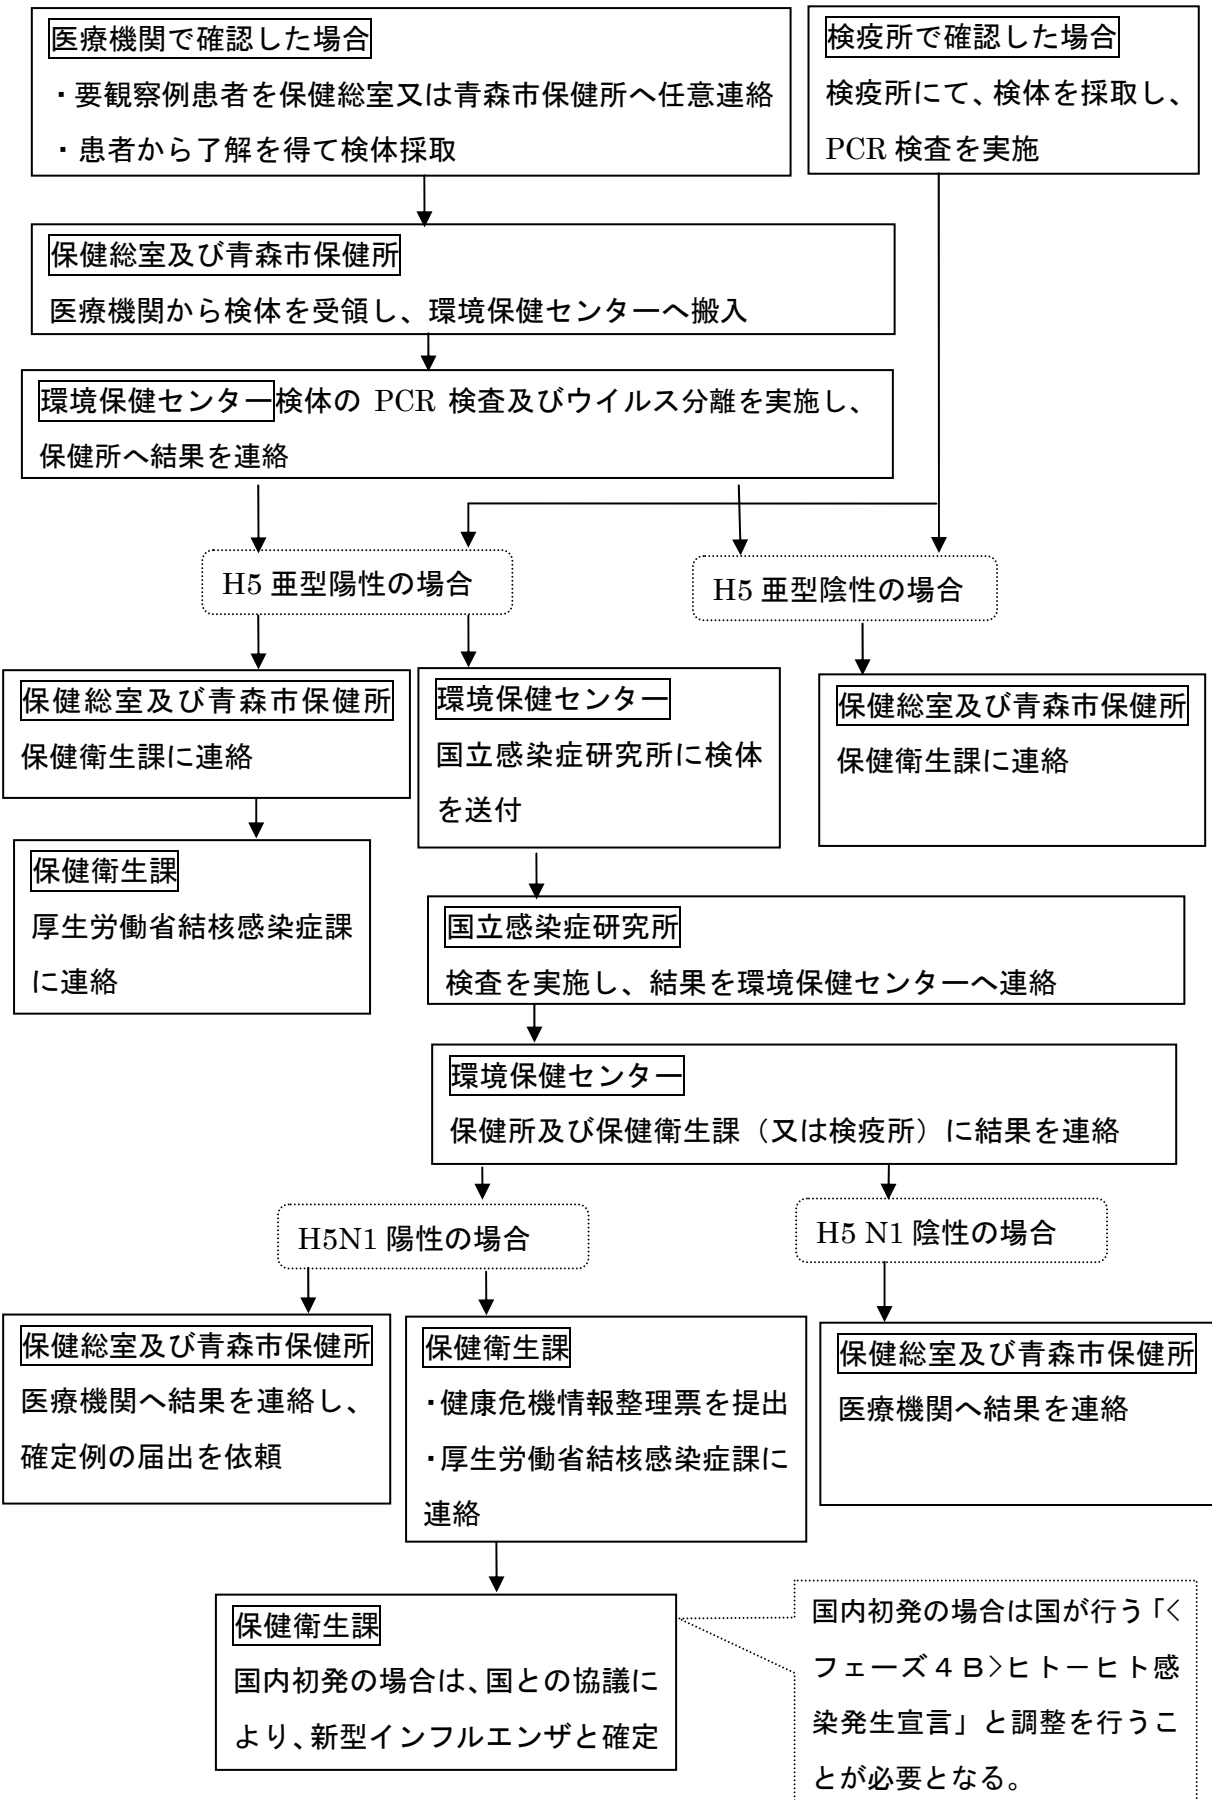 医療機関で確認した場合
・要観察例患者を保健総室又は青森市保健所へ任意連絡
・患者から了解を得て検体採取
検疫所で確認した場合
検疫所にて、検体を採取し、
PCR 検査を実施
保健総室及び青森市保健所
医療機関から検体を受領し、環境保健センターへ搬入
環境保健センター検体の PCR 検査及びウイルス分離を実施し、
保健所へ結果を連絡
H5 亜型陽性の場合
H5 亜型陰性の場合
保健総室及び青森市保健所
保健衛生課に連絡
環境保健センター
国立感染症研究所に検体
を送付
保健総室及び青森市保健所
保健衛生課に連絡
保健衛生課
厚生労働省結核感染症課
に連絡
国立感染症研究所
検査を実施し、結果を環境保健センターへ連絡
環境保健センター
保健所及び保健衛生課（又は検疫所）に結果を連絡
H5N1 陽性の場合
H5 N1 陰性の場合
保健総室及び青森市保健所
医療機関へ結果を連絡し、
確定例の届出を依頼
保健衛生課
・健康危機情報整理票を提出
・厚生労働省結核感染症課に
連絡
保健総室及び青森市保健所
医療機関へ結果を連絡
保健衛生課
国内初発の場合は、国との協議に
より、新型インフルエンザと確定
国内初発の場合は国が行う「<
フェーズ４Ｂ>ヒトーヒト感
染発生宣言」と調整を行うこ
とが必要となる。